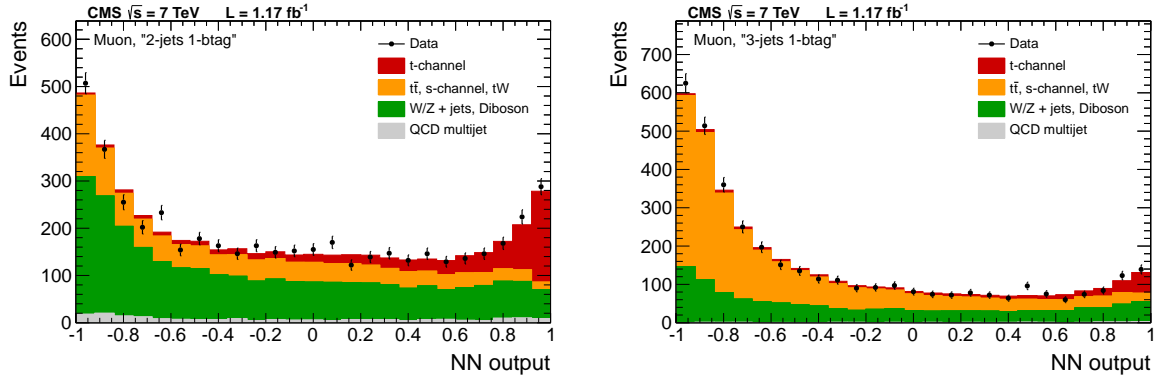 CMS √s = 7 TeV L = 1.17 fb⁻¹
Events
600
500
400
300
200
100
0
Muon, "2-jets 1-btag"
Data
t-channel
tt̄, s-channel, tW
W/Z + jets, Diboson
QCD multijet
-1 -0.8 -0.6 -0.4 -0.2 0 0.2 0.4 0.6 0.8 1
NN output
CMS √s = 7 TeV L = 1.17 fb⁻¹
Events
700
600
500
400
300
200
100
0
Muon, "3-jets 1-btag"
Data
t-channel
tt̄, s-channel, tW
W/Z + jets, Diboson
QCD multijet
-1 -0.8 -0.6 -0.4 -0.2 0 0.2 0.4 0.6 0.8 1
NN output